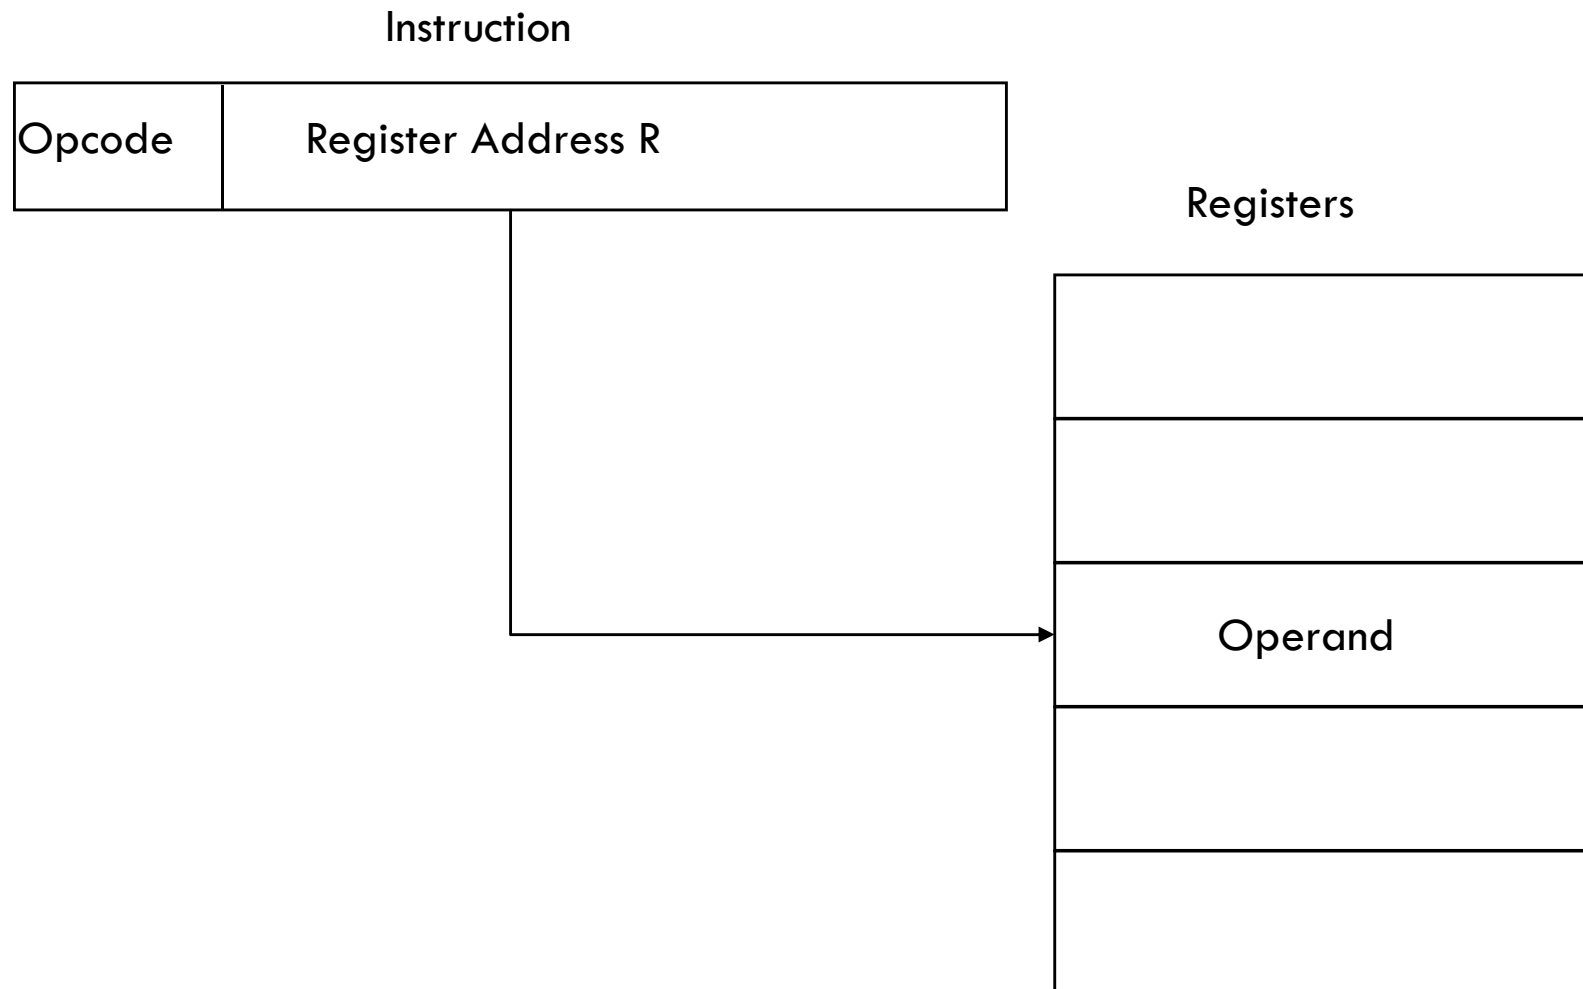 Instruction
Opcode
Register Address R
Registers
Operand